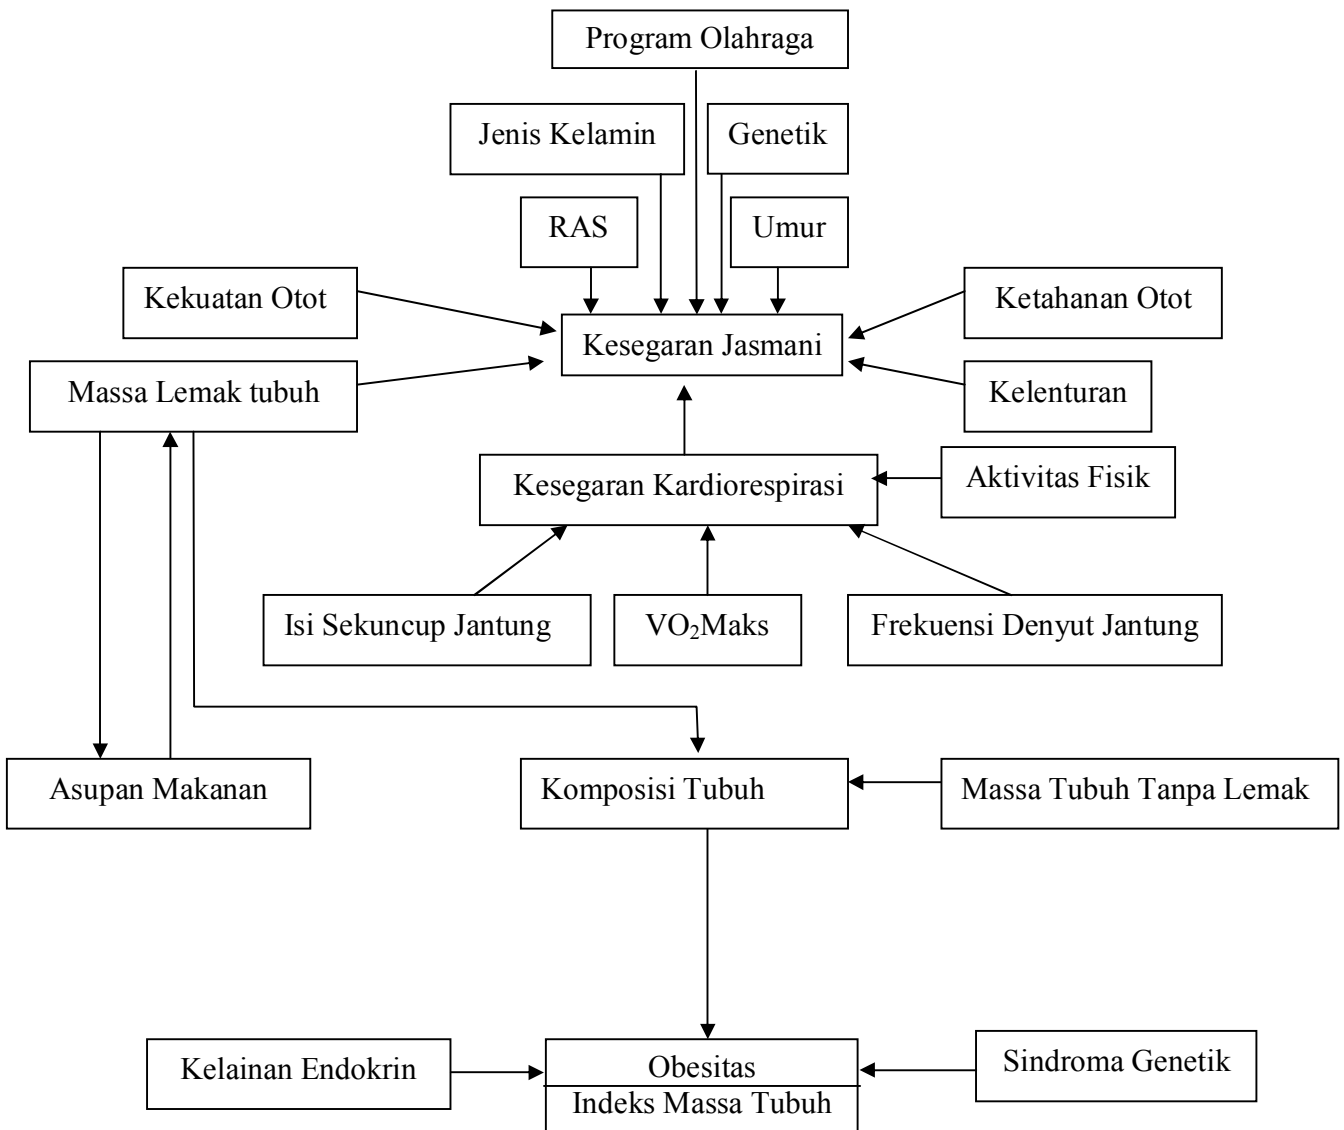 Program Olahraga
Jenis Kelamin
Genetik
RAS
Umur
Kekuatan Otot
Ketahanan Otot
Kesegaran Jasmani
Massa Lemak tubuh
Kelenturan
Kesegaran Kardiorespirasi
Aktivitas Fisik
Isi Sekuncup Jantung
VO₂Maks
Frekuensi Denyut Jantung
Asupan Makanan
Komposisi Tubuh
Massa Tubuh Tanpa Lemak
Kelainan Endokrin
Obesitas
Indeks Massa Tubuh
Sindroma Genetik